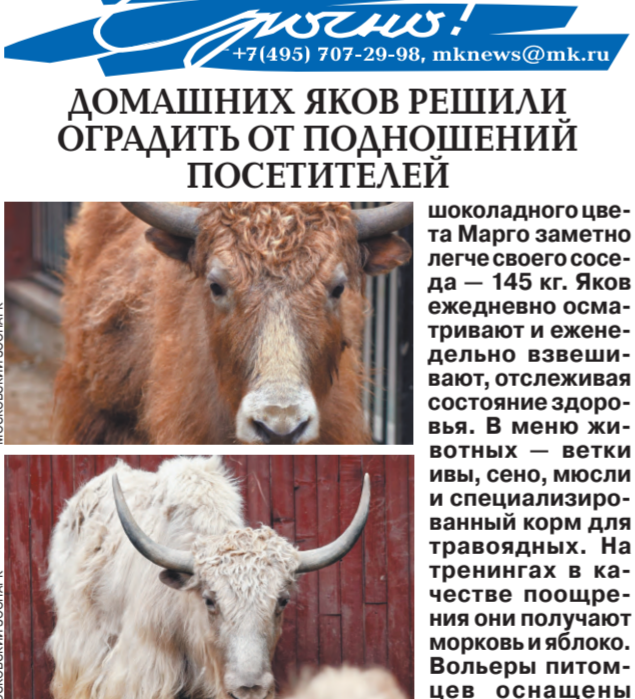 Срочно!
+7(495) 707-29-98, mknews@mk.ru
ДОМАШНИХ ЯКОВ РЕШИЛИ
ОГРАДИТЬ ОТ ПОДНОШЕНИЙ
ПОСЕТИТЕЛЕЙ
шоколадного цве-
та Марго заметно
легче своего сосе-
да — 145 кг. Яков
ежедневно осма-
тривают и ежене-
дельно взвеши-
вают, отслеживая
состояние здоро-
вья. В меню жи-
вотных — ветки
ивы, сено, мюсли
и специализиро-
ванный корм для
травоядных. На
тренингах в ка-
честве поощре-
ния они получают
морковь и яблоко.
Вольеры питом-
цев оснащены